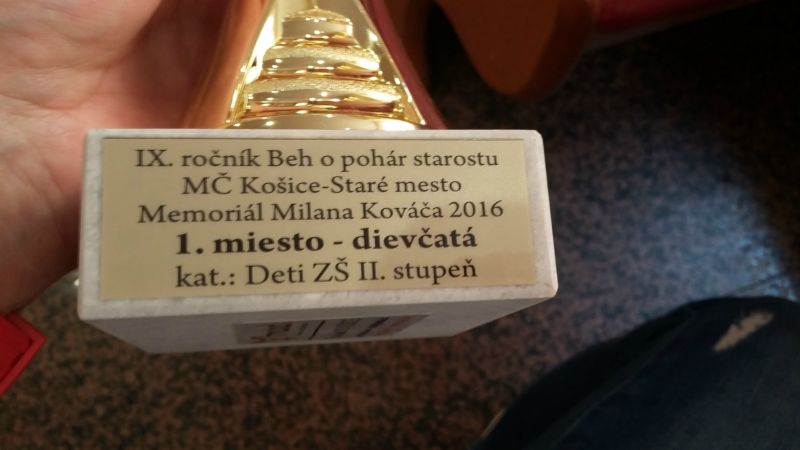 IX. ročník Beh o pohár starostu
MČ Košice-Staré mesto
Memoriál Milana Kováča 2016
1. miesto - dievčatá
kat.: Deti ZŠ II. stupeň